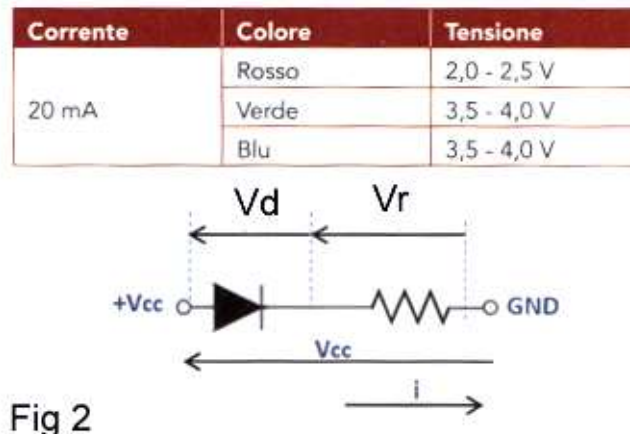 Corrente Colore Tensione
20 mA
Rosso 2,0 - 2,5 V
Verde 3,5 - 4,0 V
Blu 3,5 - 4,0 V
Vd Vr
+Vcc GND
Vcc
i
Fig 2